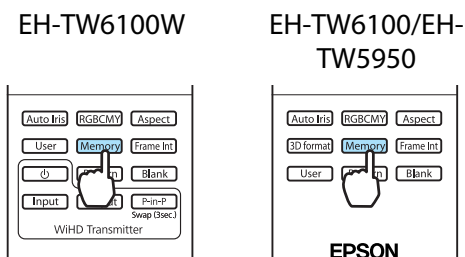 EH-TW6100W
EH-TW6100/EH-
TW5950
Auto Iris RGBCMY Aspect
User Memory Frame Int
Blank
Input P-in-P
Swap (3sec.)
WiHD Transmitter
Auto Iris RGBCMY Aspect
3D format Memory Frame Int
User Blank
EPSON